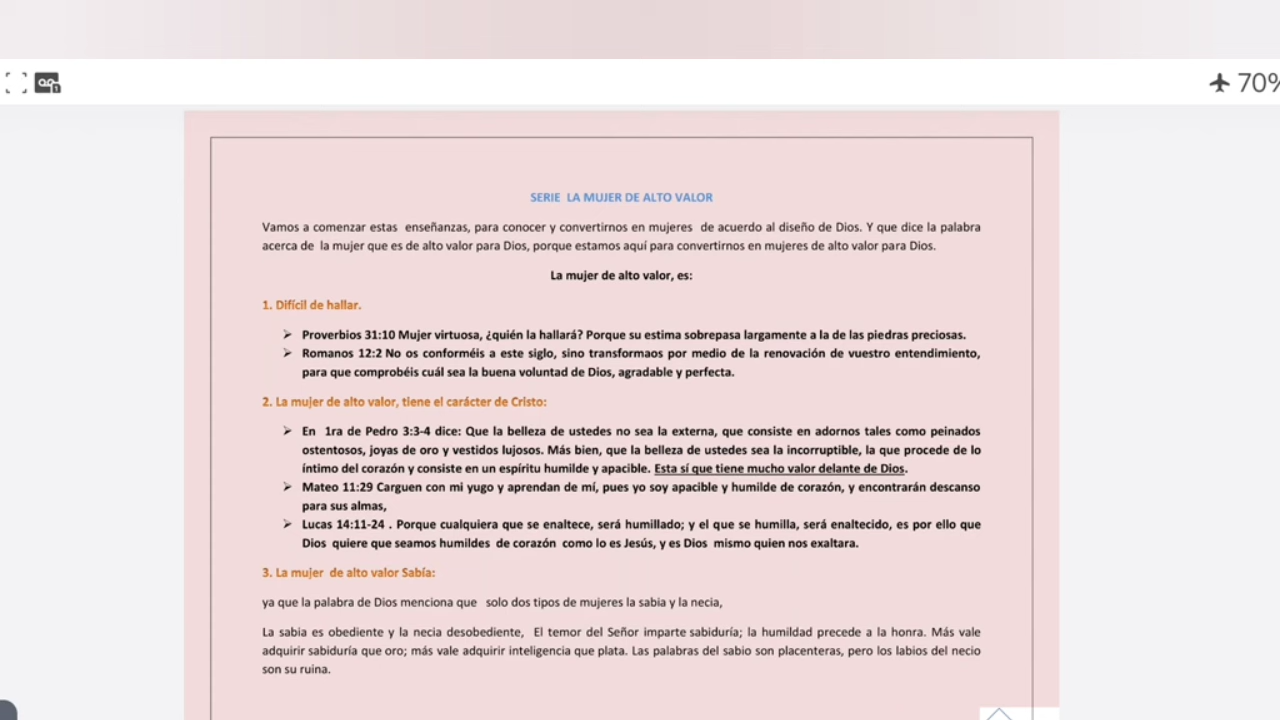 70%
SERIE LA MUJER DE ALTO VALOR
Vamos a comenzar estas enseñanzas, para conocer y convertirnos en mujeres de acuerdo al diseño de Dios. Y que dice la palabra
acerca de la mujer que es de alto valor para Dios, porque estamos aquí para convertirnos en mujeres de alto valor para Dios.
La mujer de alto valor, es:
1. Difícil de hallar.
➢ Proverbios 31:10 Mujer virtuosa, ¿quién la hallará? Porque su estima sobrepasa largamente a la de las piedras preciosas.
➢ Romanos 12:2 No os conforméis a este siglo, sino transformaos por medio de la renovación de vuestro entendimiento,
para que comprobéis cuál sea la buena voluntad de Dios, agradable y perfecta.
2. La mujer de alto valor, tiene el carácter de Cristo:
➢ En 1ra de Pedro 3:3-4 dice: Que la belleza de ustedes no sea la externa, que consiste en adornos tales como peinados
ostentosos, joyas de oro y vestidos lujosos. Más bien, que la belleza de ustedes sea la incorruptible, la que procede de lo
íntimo del corazón y consiste en un espíritu humilde y apacible. Esta sí que tiene mucho valor delante de Dios.
➢ Mateo 11:29 Carguen con mi yugo y aprendan de mí, pues yo soy apacible y humilde de corazón, y encontrarán descanso
para sus almas,
➢ Lucas 14:11-24 . Porque cualquiera que se enaltece, será humillado; y el que se humilla, será enaltecido, es por ello que
Dios quiere que seamos humildes de corazón como lo es Jesús, y es Dios mismo quien nos exaltara.
3. La mujer de alto valor Sabía:
ya que la palabra de Dios menciona que solo dos tipos de mujeres la sabia y la necia,
La sabia es obediente y la necia desobediente, El temor del Señor imparte sabiduría; la humildad precede a la honra. Más vale
adquirir sabiduría que oro; más vale adquirir inteligencia que plata. Las palabras del sabio son placenteras, pero los labios del necio
son su ruina.